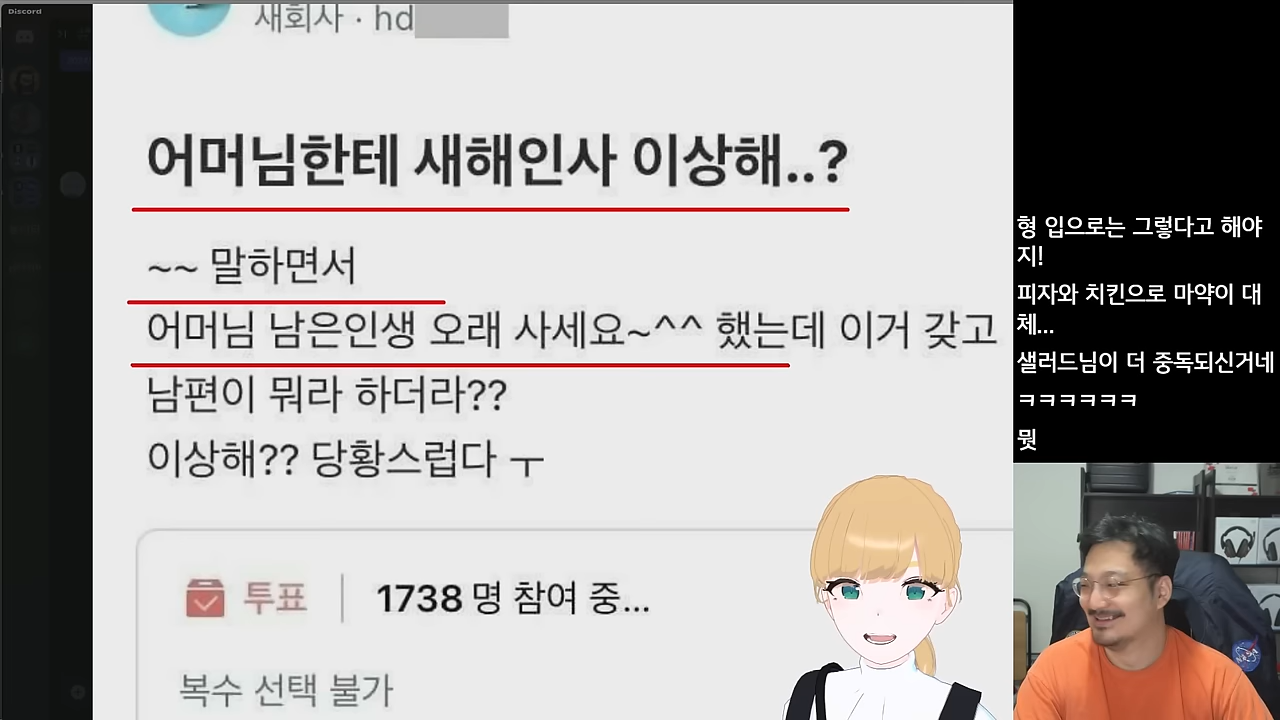 Discord
새회사 · hd
어머님한테 새해인사 이상해..?
~~ 말하면서
어머님 남은인생 오래 사세요~^^ 했는데 이거 갖고
남편이 뭐라 하더라??
이상해?? 당황스럽다 ㅜ
투표 | 1738 명 참여 중...
복수 선택 불가
형 입으로는 그렇다고 해야
지!
피자와 치킨으로 마약이 대
체...
샐러드님이 더 중독되신거네
ㅋㅋㅋㅋㅋㅋ
뭣